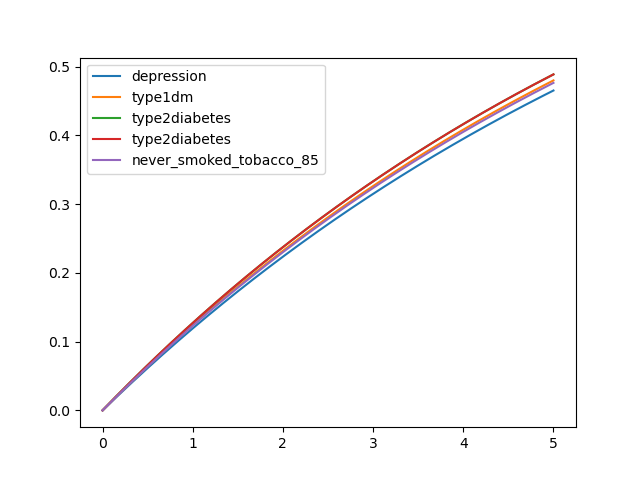 0.5
0.4
0.3
0.2
0.1
0.0
depression
type1dm
type2diabetes
type2diabetes
never_smoked_tobacco_85
0 1 2 3 4 5